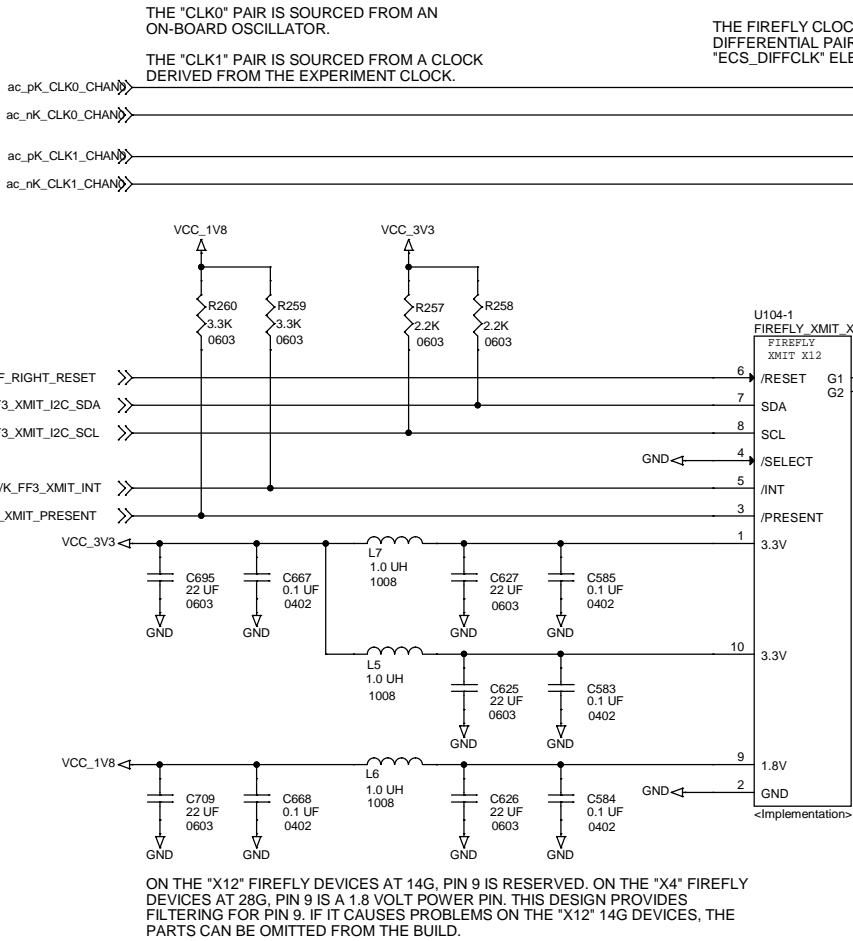 THE "CLK0" PAIR IS SOURCED FROM AN
ON-BOARD OSCILLATOR.
THE "CLK1" PAIR IS SOURCED FROM A CLOCK
DERIVED FROM THE EXPERIMENT CLOCK.
THE FIREFLY CLOC
DIFFERENTIAL PAIR
"ECS_DIFFCLK" ELE
ac_pK_CLK0_CHAN0
ac_nK_CLK0_CHAN0
ac_pK_CLK1_CHAN0
ac_nK_CLK1_CHAN0
VCC_1V8
VCC_3V3
R260
3.3K
0603
R259
3.3K
0603
R257
2.2K
0603
R258
2.2K
0603
U104-1
FIREFLY_XMIT_X
FIREFLY
XMIT X12
F_RIGHT_RESET
6
/RESET
G1
G2
3_XMIT_I2C_SDA
7
SDA
3_XMIT_I2C_SCL
8
SCL
GND
4
/SELECT
/K_FF3_XMIT_INT
5
/INT
_XMIT_PRESENT
3
/PRESENT
VCC_3V3
L7
1.0 UH
1008
1
3.3V
C695
22 UF
0603
GND
C667
0.1 UF
0402
GND
C627
22 UF
0603
GND
C585
0.1 UF
0402
GND
L5
1.0 UH
1008
10
3.3V
C625
22 UF
0603
GND
C583
0.1 UF
0402
GND
VCC_1V8
L6
1.0 UH
1008
9
1.8V
C709
22 UF
0603
GND
C668
0.1 UF
0402
GND
C626
22 UF
0603
GND
C584
0.1 UF
0402
GND
GND
2
GND
<Implementation>
ON THE "X12" FIREFLY DEVICES AT 14G, PIN 9 IS RESERVED. ON THE "X4" FIREFLY
DEVICES AT 28G, PIN 9 IS A 1.8 VOLT POWER PIN. THIS DESIGN PROVIDES
FILTERING FOR PIN 9. IF IT CAUSES PROBLEMS ON THE "X12" 14G DEVICES, THE
PARTS CAN BE OMITTED FROM THE BUILD.